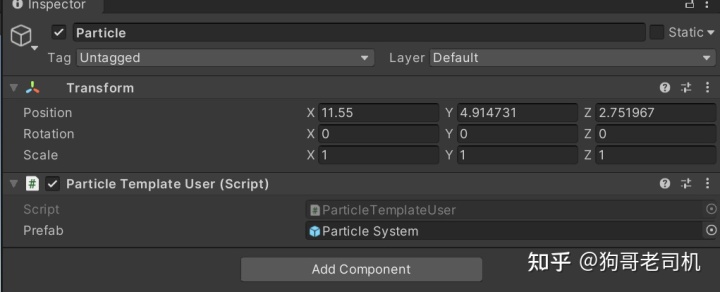 Inspector
Particle Static
Tag Untagged Layer Default
Transform
Position X 11.55 Y 4.914731 Z 2.751967
Rotation X 0 Y 0 Z 0
Scale X 1 Y 1 Z 1
# Particle Template User (Script)
Script # ParticleTemplateUser
Prefab Particle System
Add Component
知乎 @狗哥老司机